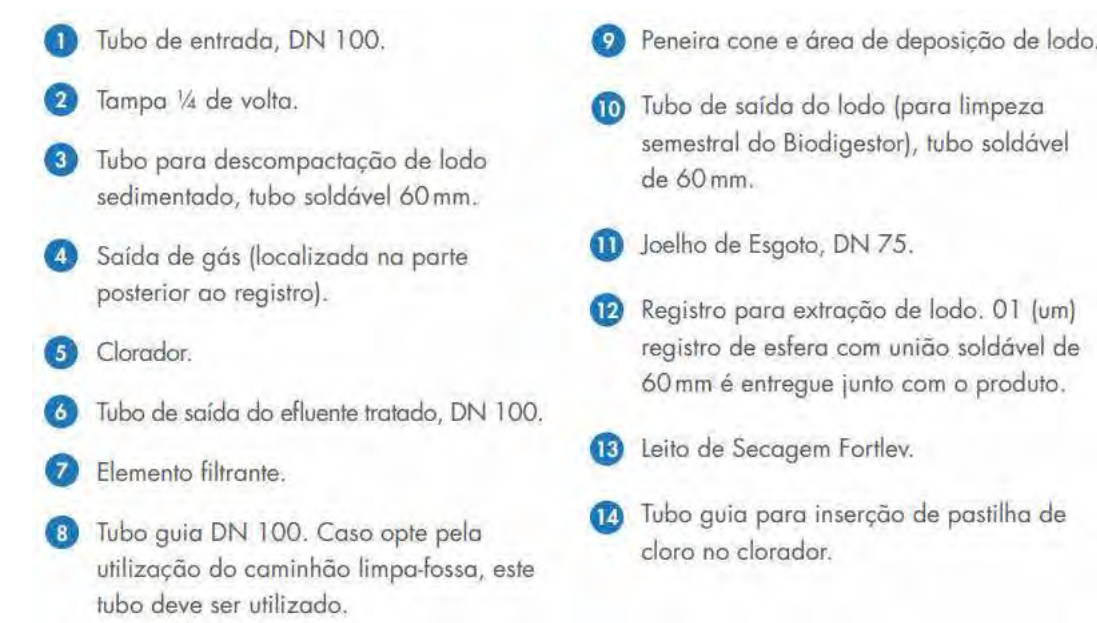 1 Tubo de entrada, DN 100.
2 Tampa ¼ de volta.
3 Tubo para descompactação de lodo
sedimentado, tubo soldável 60 mm.
4 Saída de gás (localizada na parte
posterior ao registro).
5 Clorador.
6 Tubo de saída do efluente tratado, DN 100.
7 Elemento filtrante.
8 Tubo guia DN 100. Caso opte pela
utilização do caminhão limpa-fossa, este
tubo deve ser utilizado.
9 Peneira cone e área de deposição de lodo.
10 Tubo de saída do lodo (para limpeza
semestral do Biodigestor), tubo soldável
de 60 mm.
11 Joelho de Esgoto, DN 75.
12 Registro para extração de lodo. 01 (um)
registro de esfera com união soldável de
60 mm é entregue junto com o produto.
13 Leito de Secagem Fortlev.
14 Tubo guia para inserção de pastilha de
cloro no clorador.